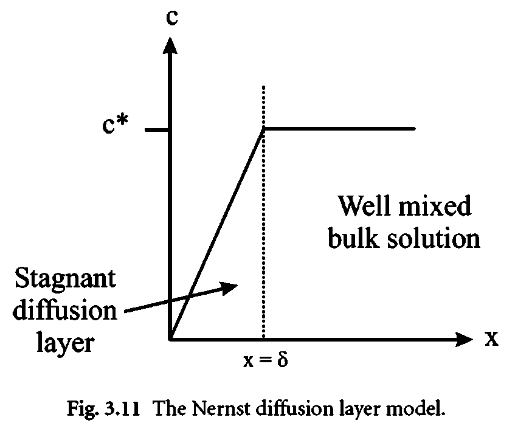 c
c*
Well mixed
bulk solution
Stagnant
diffusion
layer
x
x = δ
Fig. 3.11 The Nernst diffusion layer model.